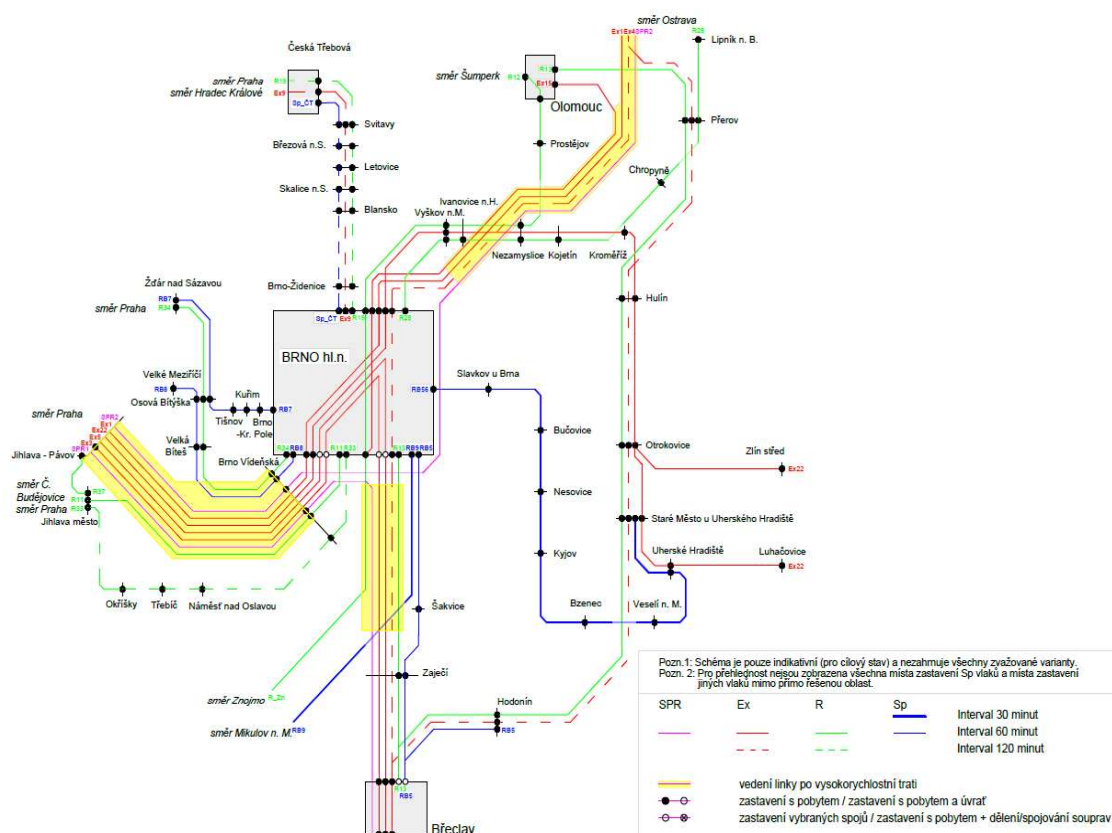 směr Ostrava
Ex1Ex4SPR2
R28
Lipník n. B.
Česká Třebová
směr Praha
R19
směr Hradec Králové
Ex9
Sp_ČT
směr Šumperk
R12
R13
Ex15
Olomouc
Svitavy
Březová n.S.
Letovice
Skalice n.S.
Blansko
Přerov
Prostějov
Chropyně
Ivanovice n.H.
Vyškov n.M.
Nezamyslice
Kojetín
Kroměříž
Brno-Židenice
Žďár nad Sázavou
RB7
směr Praha
R34
Hulín
Sp_ČT
Ex9
R19
R28
BRNO hl.n.
Velké Meziříčí
RB8
Osová Bítýška
Kuřim
Tišnov
Brno
-Kr. Pole
RB7
RB56
Slavkov u Brna
směr Praha
SPR2
Ex1
Ex22
Ex5
Ex3
SPR1
Jihlava - Pávov
Velká
Bíteš
Brno Vídeňská
R34
RB8
R11
R33
R13
RB9
RB5
Bučovice
Otrokovice
Zlín střed
Ex22
směr Č.
Budějovice
směr Praha
R37
R11
R33
Jihlava město
Nesovice
Staré Město u Uherského Hradiště
Kyjov
Uherské Hradiště
Luhačovice
Ex22
Okříšky
Třebíč
Náměsť nad Oslavou
Šakvice
Bzenec
Veselí n. M.
Zaječí
směr Znojmo
R_Zn
směr Mikulov n. M.
RB9
Hodonín
RB5
R13
RB5
Břeclav
Pozn.1: Schéma je pouze indikativní (pro cílový stav) a nezahrnuje všechny zvažované varianty.
Pozn. 2: Pro přehlednost nejsou zobrazena všechna místa zastavení Sp vlaků a místa zastavení
jiných vlaků mimo přímo řešenou oblast.
SPR
Ex
R
Sp
Interval 30 minut
Interval 60 minut
Interval 120 minut
vedení linky po vysokorychlostní trati
zastavení s pobytem / zastavení s pobytem a úvrať
zastavení vybraných spojů / zastavení s pobytem + dělení/spojování souprav